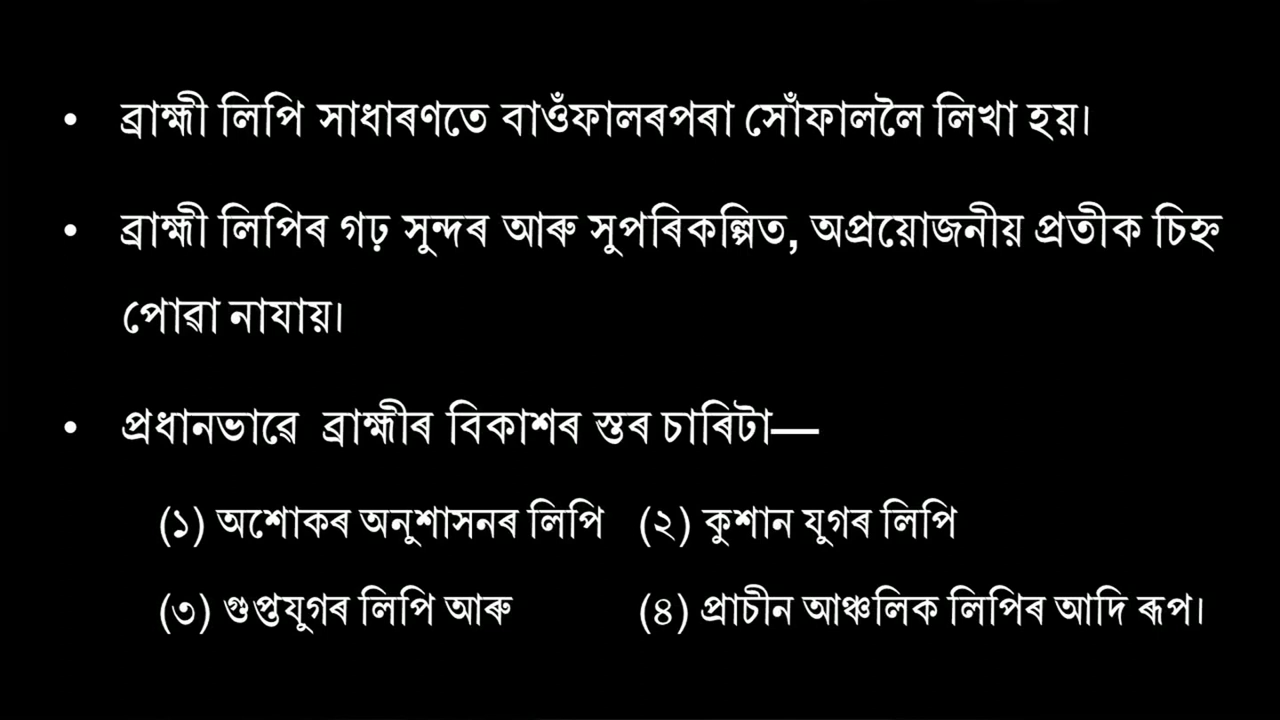 • ব্ৰাহ্মী লিপি সাধাৰণতে বাওঁফালৰপৰা সোঁফাললৈ লিখা হয়।
• ব্ৰাহ্মী লিপিৰ গঢ় সুন্দৰ আৰু সুপৰিকল্পিত, অপ্ৰয়োজনীয় প্ৰতীক চিহ্ন
পোৱা নাযায়।
• প্ৰধানভাৱে ব্ৰাহ্মীৰ বিকাশৰ স্তৰ চাৰিটা—
(১) অশোকৰ অনুশাসনৰ লিপি (২) কুশান যুগৰ লিপি
(৩) গুপ্তযুগৰ লিপি আৰু (৪) প্ৰাচীন আঞ্চলিক লিপিৰ আদি ৰূপ।